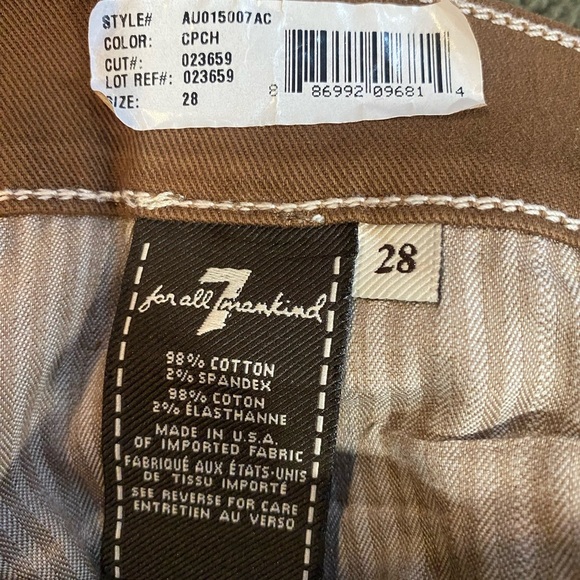 STYLE# AU015007AC
COLOR: CPCH
CUT#: 023659
LOT REF#: 023659
SIZE: 28
8 86992 09681 4
28
7
for all mankind
98% COTTON
2% SPANDEX
98% COTON
2% ÉLASTHANNE
MADE IN U.S.A.
OF IMPORTED FABRIC
FABRIQUÉ AUX ÉTATS-UNIS
DE TISSU IMPORTÉ
SEE REVERSE FOR CARE
ENTRETIEN AU VERSO